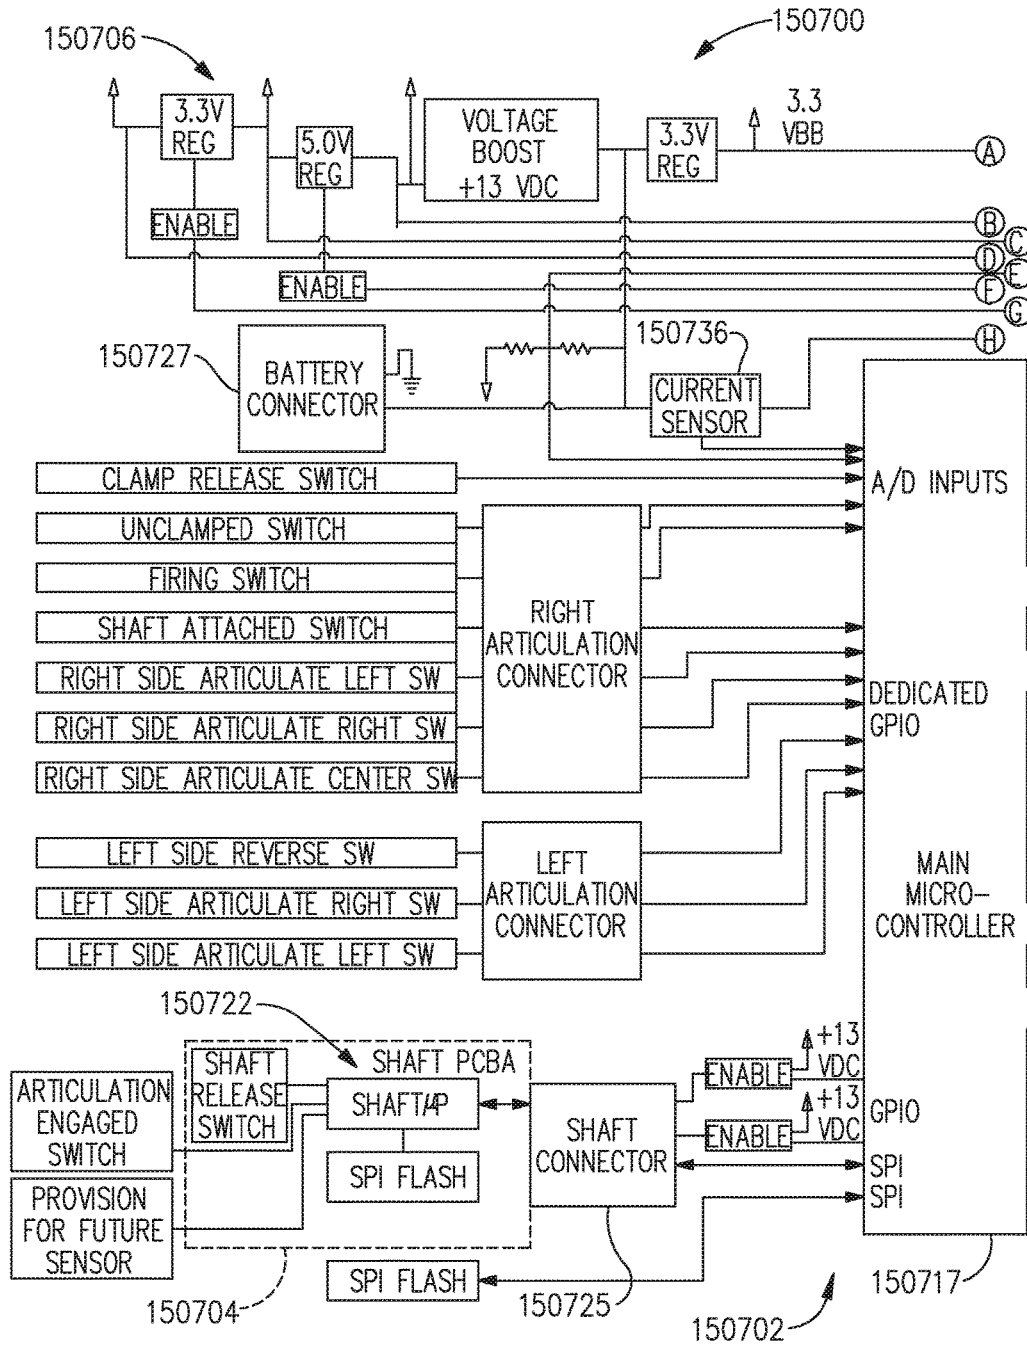 150706
150700
3.3V
REG
5.0V
REG
VOLTAGE
BOOST
+13 VDC
3.3V
REG
3.3
VBB
A
ENABLE
B
C
D
E
ENABLE
F
G
150727
BATTERY
CONNECTOR
150736
H
CURRENT
SENSOR
CLAMP RELEASE SWITCH
A/D INPUTS
UNCLAMPED SWITCH
FIRING SWITCH
SHAFT ATTACHED SWITCH
RIGHT SIDE ARTICULATE LEFT SW
RIGHT SIDE ARTICULATE RIGHT SW
RIGHT SIDE ARTICULATE CENTER SW
RIGHT
ARTICULATION
CONNECTOR
DEDICATED
GPIO
LEFT SIDE REVERSE SW
LEFT SIDE ARTICULATE RIGHT SW
LEFT SIDE ARTICULATE LEFT SW
LEFT
ARTICULATION
CONNECTOR
MAIN
MICRO-
CONTROLLER
150722
SHAFT PCBA
SHAFT
RELEASE
SWITCH
SHAFT μP
SPI FLASH
ARTICULATION
ENGAGED
SWITCH
PROVISION
FOR FUTURE
SENSOR
SHAFT
CONNECTOR
ENABLE
+13
VDC
ENABLE
+13
VDC
GPIO
SPI
SPI
SPI FLASH
150704
150725
150702
150717